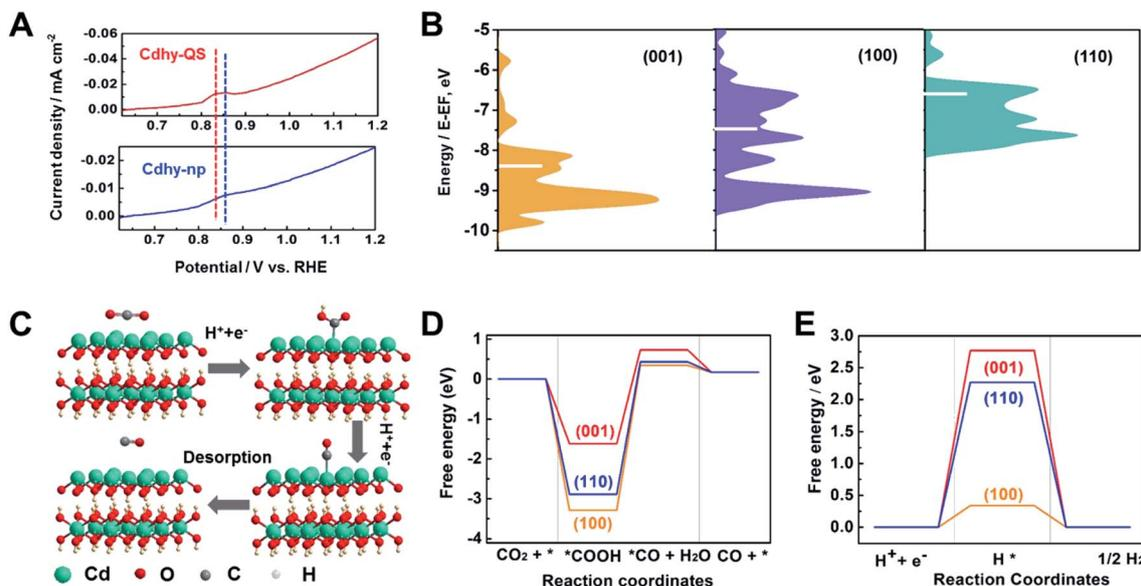 A
-0.06
-0.04
-0.02
0.00
Cdhy-QS
0.7 0.8 0.9 1.0 1.1 1.2
-0.02
-0.01
0.00
Cdhy-np
0.7 0.8 0.9 1.0 1.1 1.2
Current density / mA cm-2
Potential / V vs. RHE
B
-5
-6
-7
-8
-9
-10
Energy / E-EF, eV
(001)
(100)
(110)
C
H++e-
H++e-
Desorption
Cd O C H
D
1
0
-1
-2
-3
-4
Free energy (eV)
(001)
(110)
(100)
CO2 + * *COOH *CO + H2O CO + *
Reaction coordinates
E
3.0
2.5
2.0
1.5
1.0
0.5
0.0
Free energy / eV
(001)
(110)
(100)
H++ e- H * 1/2 H2
Reaction Coordinates